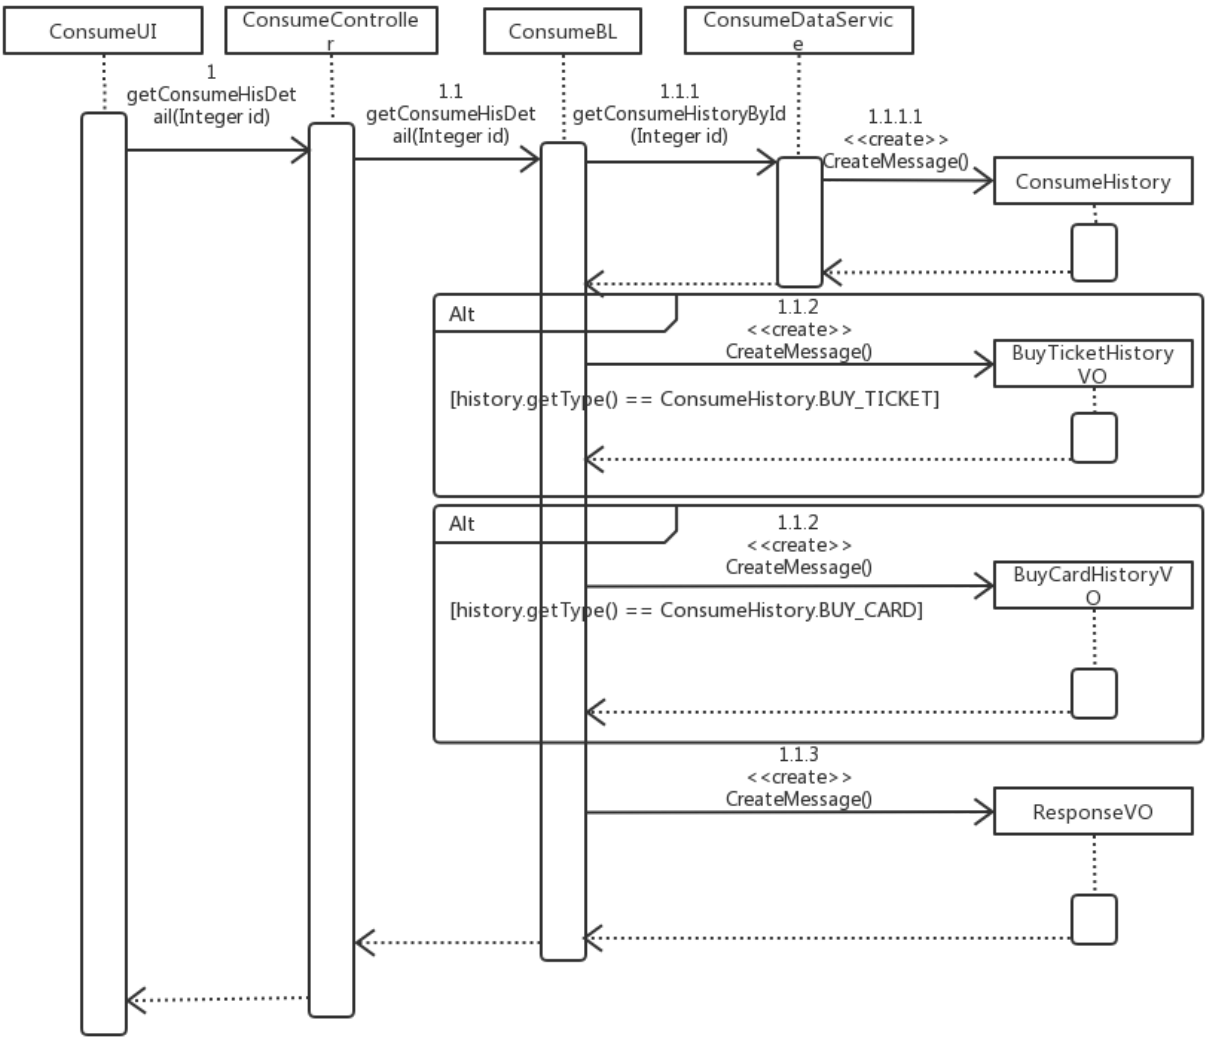 ConsumeUI
ConsumeControlle
r
ConsumeBL
ConsumeDataServic
e
1
getConsumeHisDet
ail(Integer id)
1.1
getConsumeHisDet
ail(Integer id)
1.1.1
getConsumeHistoryById
(Integer id)
1.1.1.1
<<create>>
CreateMessage()
ConsumeHistory
Alt
1.1.2
<<create>>
CreateMessage()
BuyTicketHistory
VO
[history.getType() == ConsumeHistory.BUY_TICKET]
Alt
1.1.2
<<create>>
CreateMessage()
BuyCardHistoryV
O
[history.getType() == ConsumeHistory.BUY_CARD]
1.1.3
<<create>>
CreateMessage()
ResponseVO